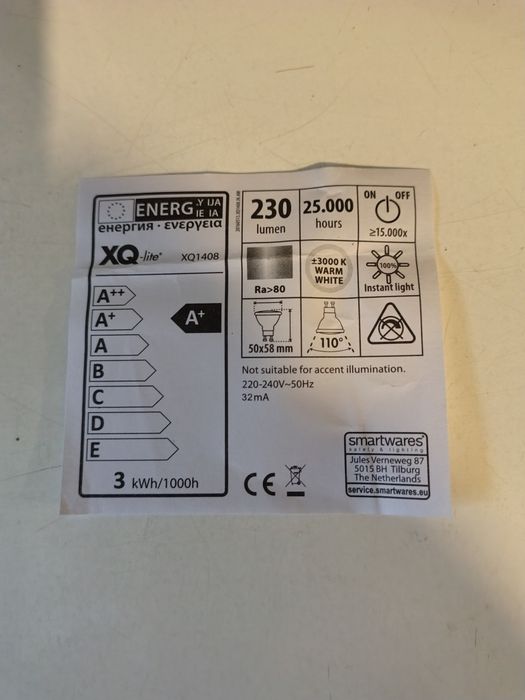 ENERG Y IJA
IE IA
енергия · ενεργεια
XQ-lite® XQ1408
A++
A+
A+
A
B
C
D
E
3 kWh/1000h
230
lumen
25.000
hours
ON OFF
≥15.000x
Ra>80
±3000 K
WARM
WHITE
100%
Instant light
50x58 mm
110°
Not suitable for accent illumination.
220-240V~50Hz
32mA
CE
smartwares®
safety & lighting
Jules Verneweg 87
5015 BH Tilburg
The Netherlands
service.smartwares.eu